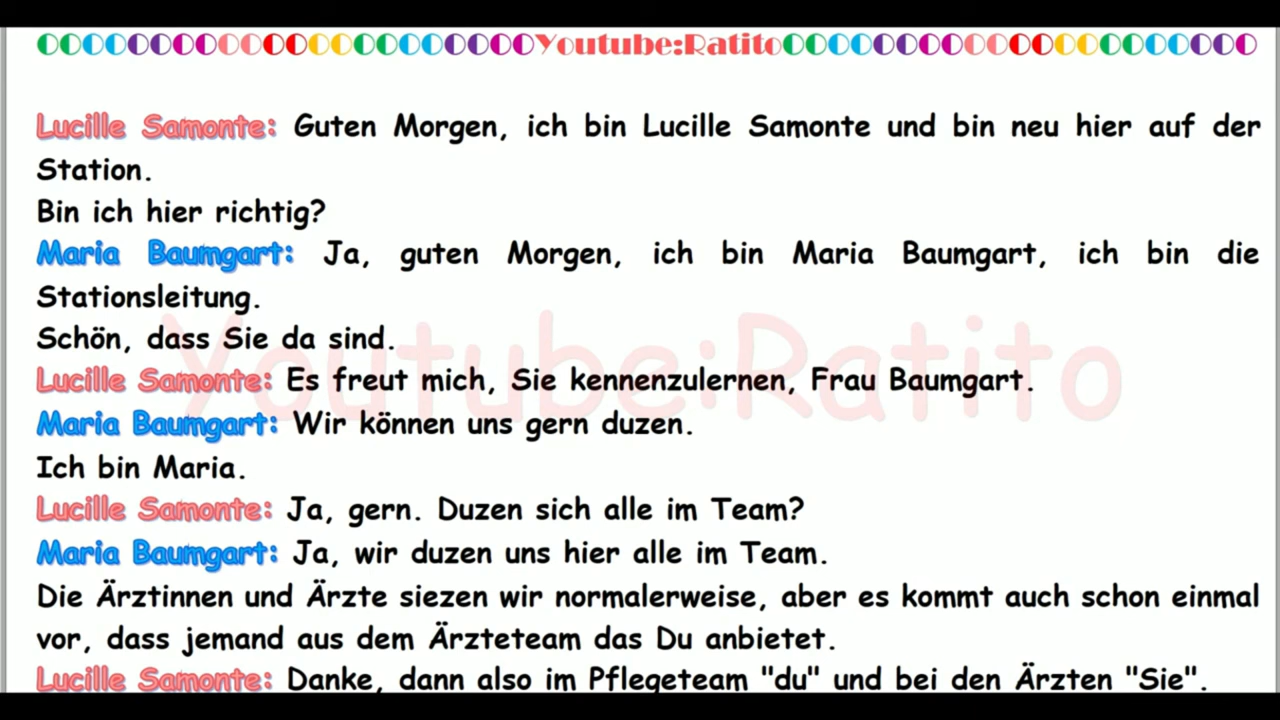 Youtube:Ratito
Lucille Samonte: Guten Morgen, ich bin Lucille Samonte und bin neu hier auf der
Station.
Bin ich hier richtig?
Maria Baumgart: Ja, guten Morgen, ich bin Maria Baumgart, ich bin die
Stationsleitung.
Schön, dass Sie da sind.
Youtube:Ratito
Lucille Samonte: Es freut mich, Sie kennenzulernen, Frau Baumgart.
Maria Baumgart: Wir können uns gern duzen.
Ich bin Maria.
Lucille Samonte: Ja, gern. Duzen sich alle im Team?
Maria Baumgart: Ja, wir duzen uns hier alle im Team.
Die Ärztinnen und Ärzte siezen wir normalerweise, aber es kommt auch schon einmal
vor, dass jemand aus dem Ärzteteam das Du anbietet.
Lucille Samonte: Danke, dann also im Pflegeteam "du" und bei den Ärzten "Sie".